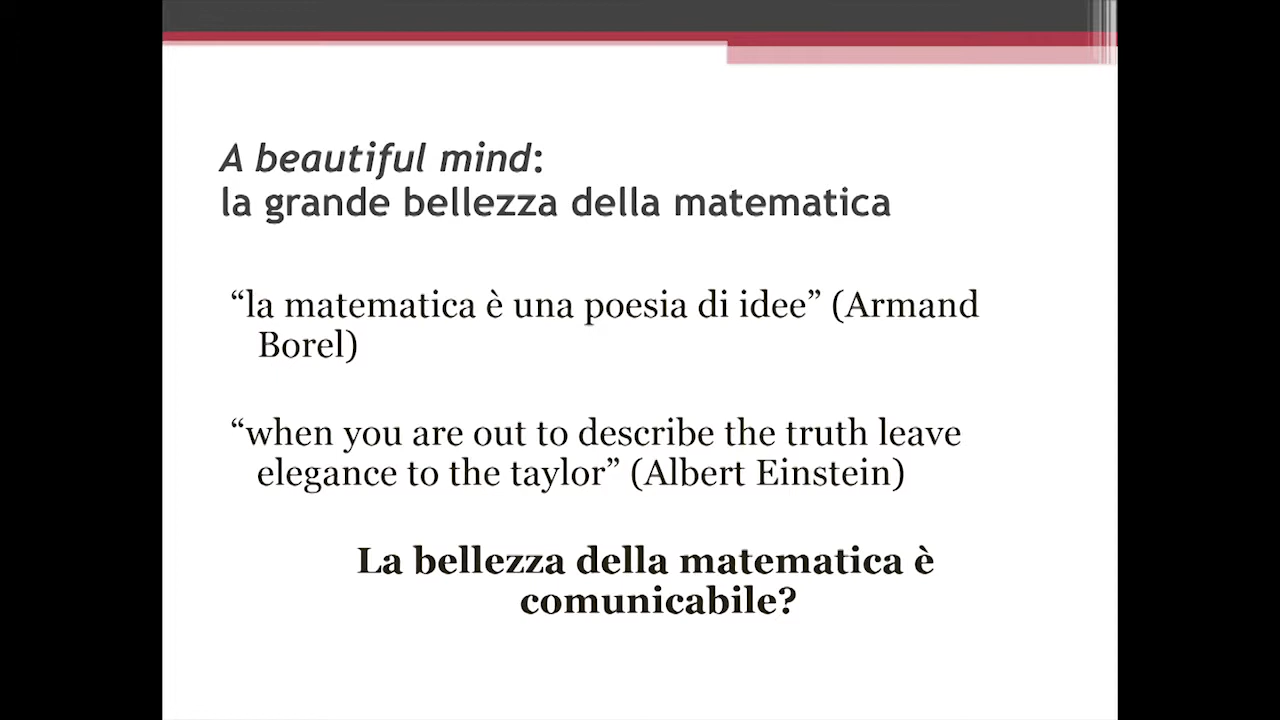 A beautiful mind:
la grande bellezza della matematica
“la matematica è una poesia di idee” (Armand
Borel)
“when you are out to describe the truth leave
elegance to the taylor” (Albert Einstein)
La bellezza della matematica è
comunicabile?